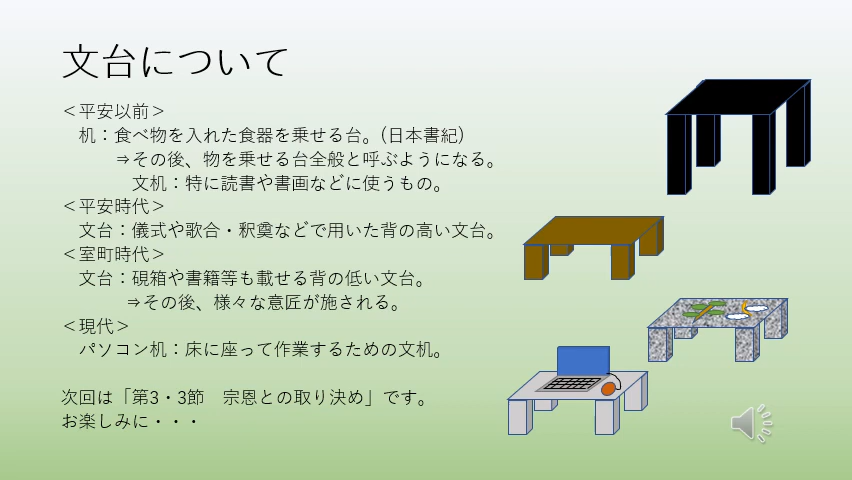 文台について
＜平安以前＞
机：食べ物を入れた食器を乗せる台。（日本書紀）
⇒その後、物を乗せる台全般と呼ぶようになる。
文机：特に読書や書画などに使うもの。
＜平安時代＞
文台：儀式や歌合・釈奠などで用いた背の高い文台。
＜室町時代＞
文台：硯箱や書籍等も載せる背の低い文台。
⇒その後、様々な意匠が施される。
＜現代＞
パソコン机：床に座って作業するための文机。
次回は「第3・3節　宗恩との取り決め」です。
お楽しみに・・・